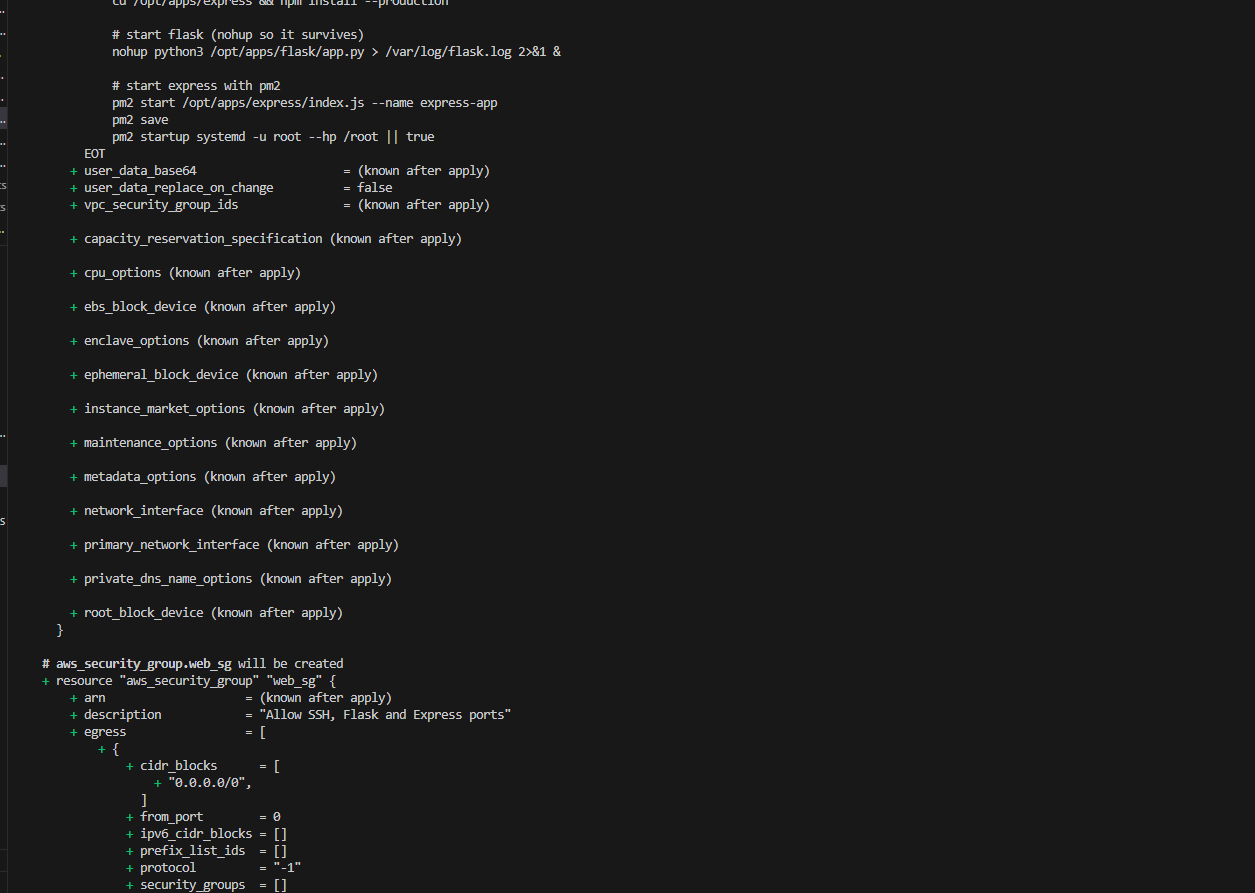 cd /opt/apps/express && npm install --production
# start flask (nohup so it survives)
nohup python3 /opt/apps/flask/app.py > /var/log/flask.log 2>&1 &
# start express with pm2
pm2 start /opt/apps/express/index.js --name express-app
pm2 save
pm2 startup systemd -u root --hp /root || true
EOT
+ user_data_base64 = (known after apply)
+ user_data_replace_on_change = false
+ vpc_security_group_ids = (known after apply)
+ capacity_reservation_specification (known after apply)
+ cpu_options (known after apply)
+ ebs_block_device (known after apply)
+ enclave_options (known after apply)
+ ephemeral_block_device (known after apply)
+ instance_market_options (known after apply)
+ maintenance_options (known after apply)
+ metadata_options (known after apply)
+ network_interface (known after apply)
+ primary_network_interface (known after apply)
+ private_dns_name_options (known after apply)
+ root_block_device (known after apply)
}
# aws_security_group.web_sg will be created
+ resource "aws_security_group" "web_sg" {
+ arn = (known after apply)
+ description = "Allow SSH, Flask and Express ports"
+ egress = [
+ {
+ cidr_blocks = [
+ "0.0.0.0/0",
]
+ from_port = 0
+ ipv6_cidr_blocks = []
+ prefix_list_ids = []
+ protocol = "-1"
+ security_groups = []